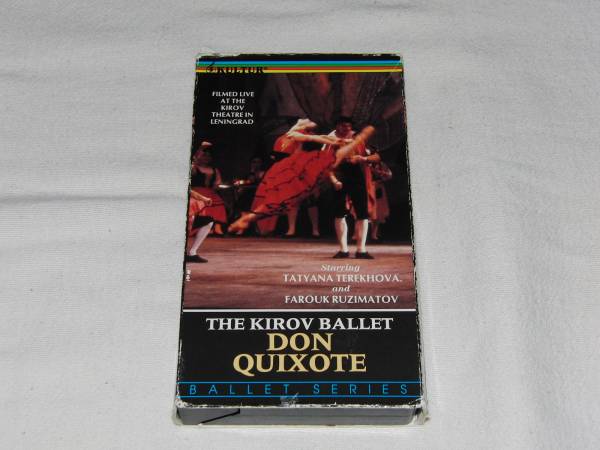 KULTUR
FILMED LIVE
AT THE
KIROV
THEATRE IN
LENINGRAD
Starring
TATYANA TEREKHOVA.
and
FAROUK RUZIMATOV
THE KIROV BALLET
DON
QUIXOTE
BALLET SERIES